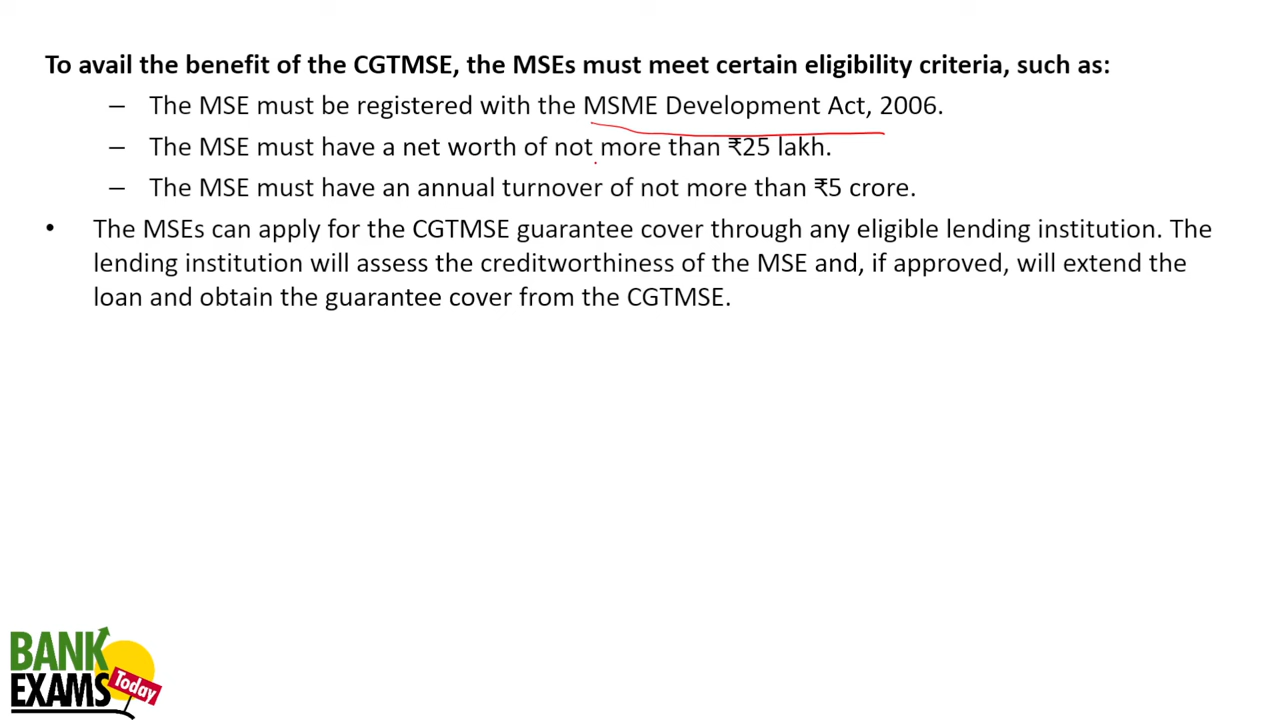 To avail the benefit of the CGTMSE, the MSEs must meet certain eligibility criteria, such as:
– The MSE must be registered with the MSME Development Act, 2006.
– The MSE must have a net worth of not more than ₹25 lakh.
– The MSE must have an annual turnover of not more than ₹5 crore.
• The MSEs can apply for the CGTMSE guarantee cover through any eligible lending institution. The
lending institution will assess the creditworthiness of the MSE and, if approved, will extend the
loan and obtain the guarantee cover from the CGTMSE.
BANK
EXAMS
Today